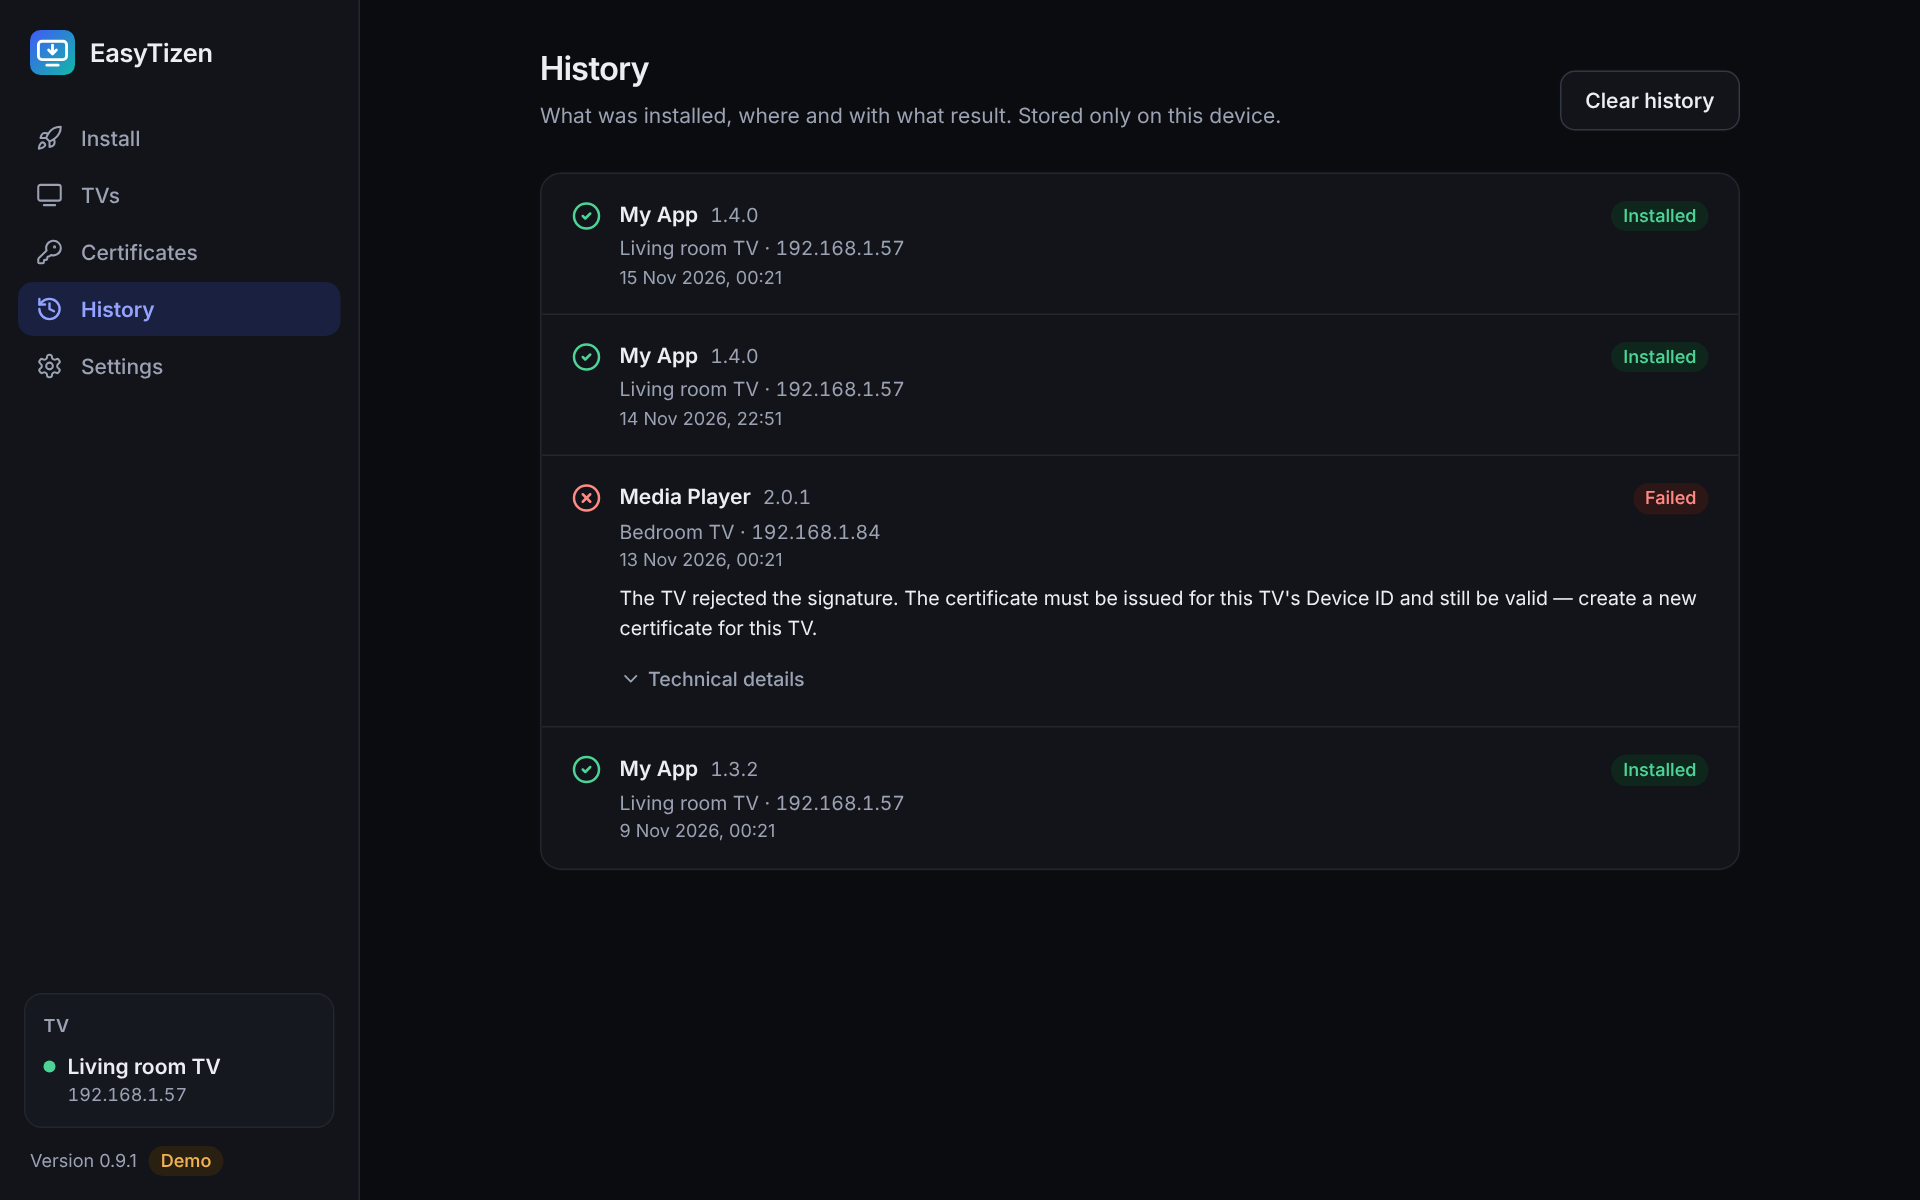 EasyTizen
Install
TVs
Certificates
History
Settings
TV
Living room TV
192.168.1.57
Version 0.9.1 Demo
History
What was installed, where and with what result. Stored only on this device.
Clear history
My App 1.4.0
Installed
Living room TV · 192.168.1.57
15 Nov 2026, 00:21
My App 1.4.0
Installed
Living room TV · 192.168.1.57
14 Nov 2026, 22:51
Media Player 2.0.1
Failed
Bedroom TV · 192.168.1.84
13 Nov 2026, 00:21
The TV rejected the signature. The certificate must be issued for this TV's Device ID and still be valid — create a new
certificate for this TV.
Technical details
My App 1.3.2
Installed
Living room TV · 192.168.1.57
9 Nov 2026, 00:21